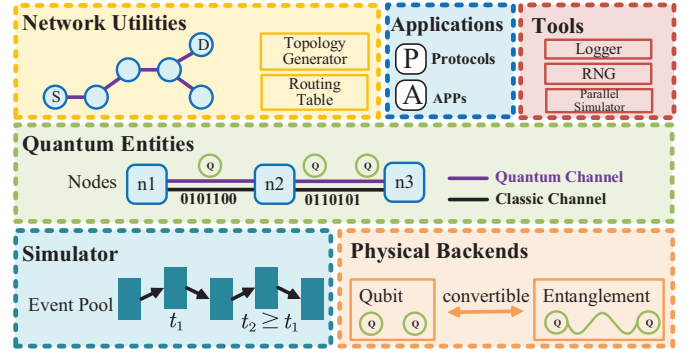 Network Utilities
D
S
Topology
Generator
Routing
Table
Applications
P Protocols
A APPs
Tools
Logger
RNG
Parallel
Simulator
Quantum Entities
Q Q Q
Nodes n1 n2 n3
0101100 0110101
Quantum Channel
Classic Channel
Simulator
Event Pool
t₁ t₂ ≥ t₁
Physical Backends
Qubit convertible Entanglement
Q Q Q Q